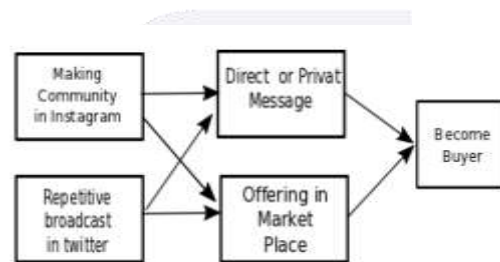 Making
Community
in Instagram
Direct or Privat
Message
Become
Buyer
Repetitive
broadcast
in twitter
Offering in
Market
Place